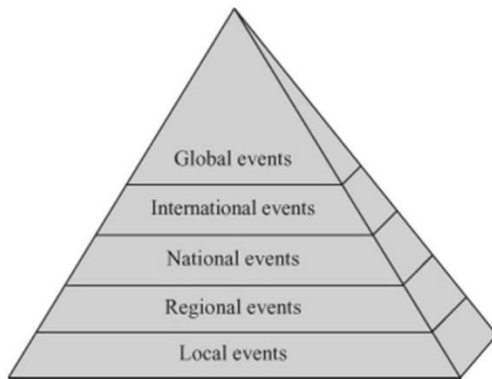 Global events
International events
National events
Regional events
Local events